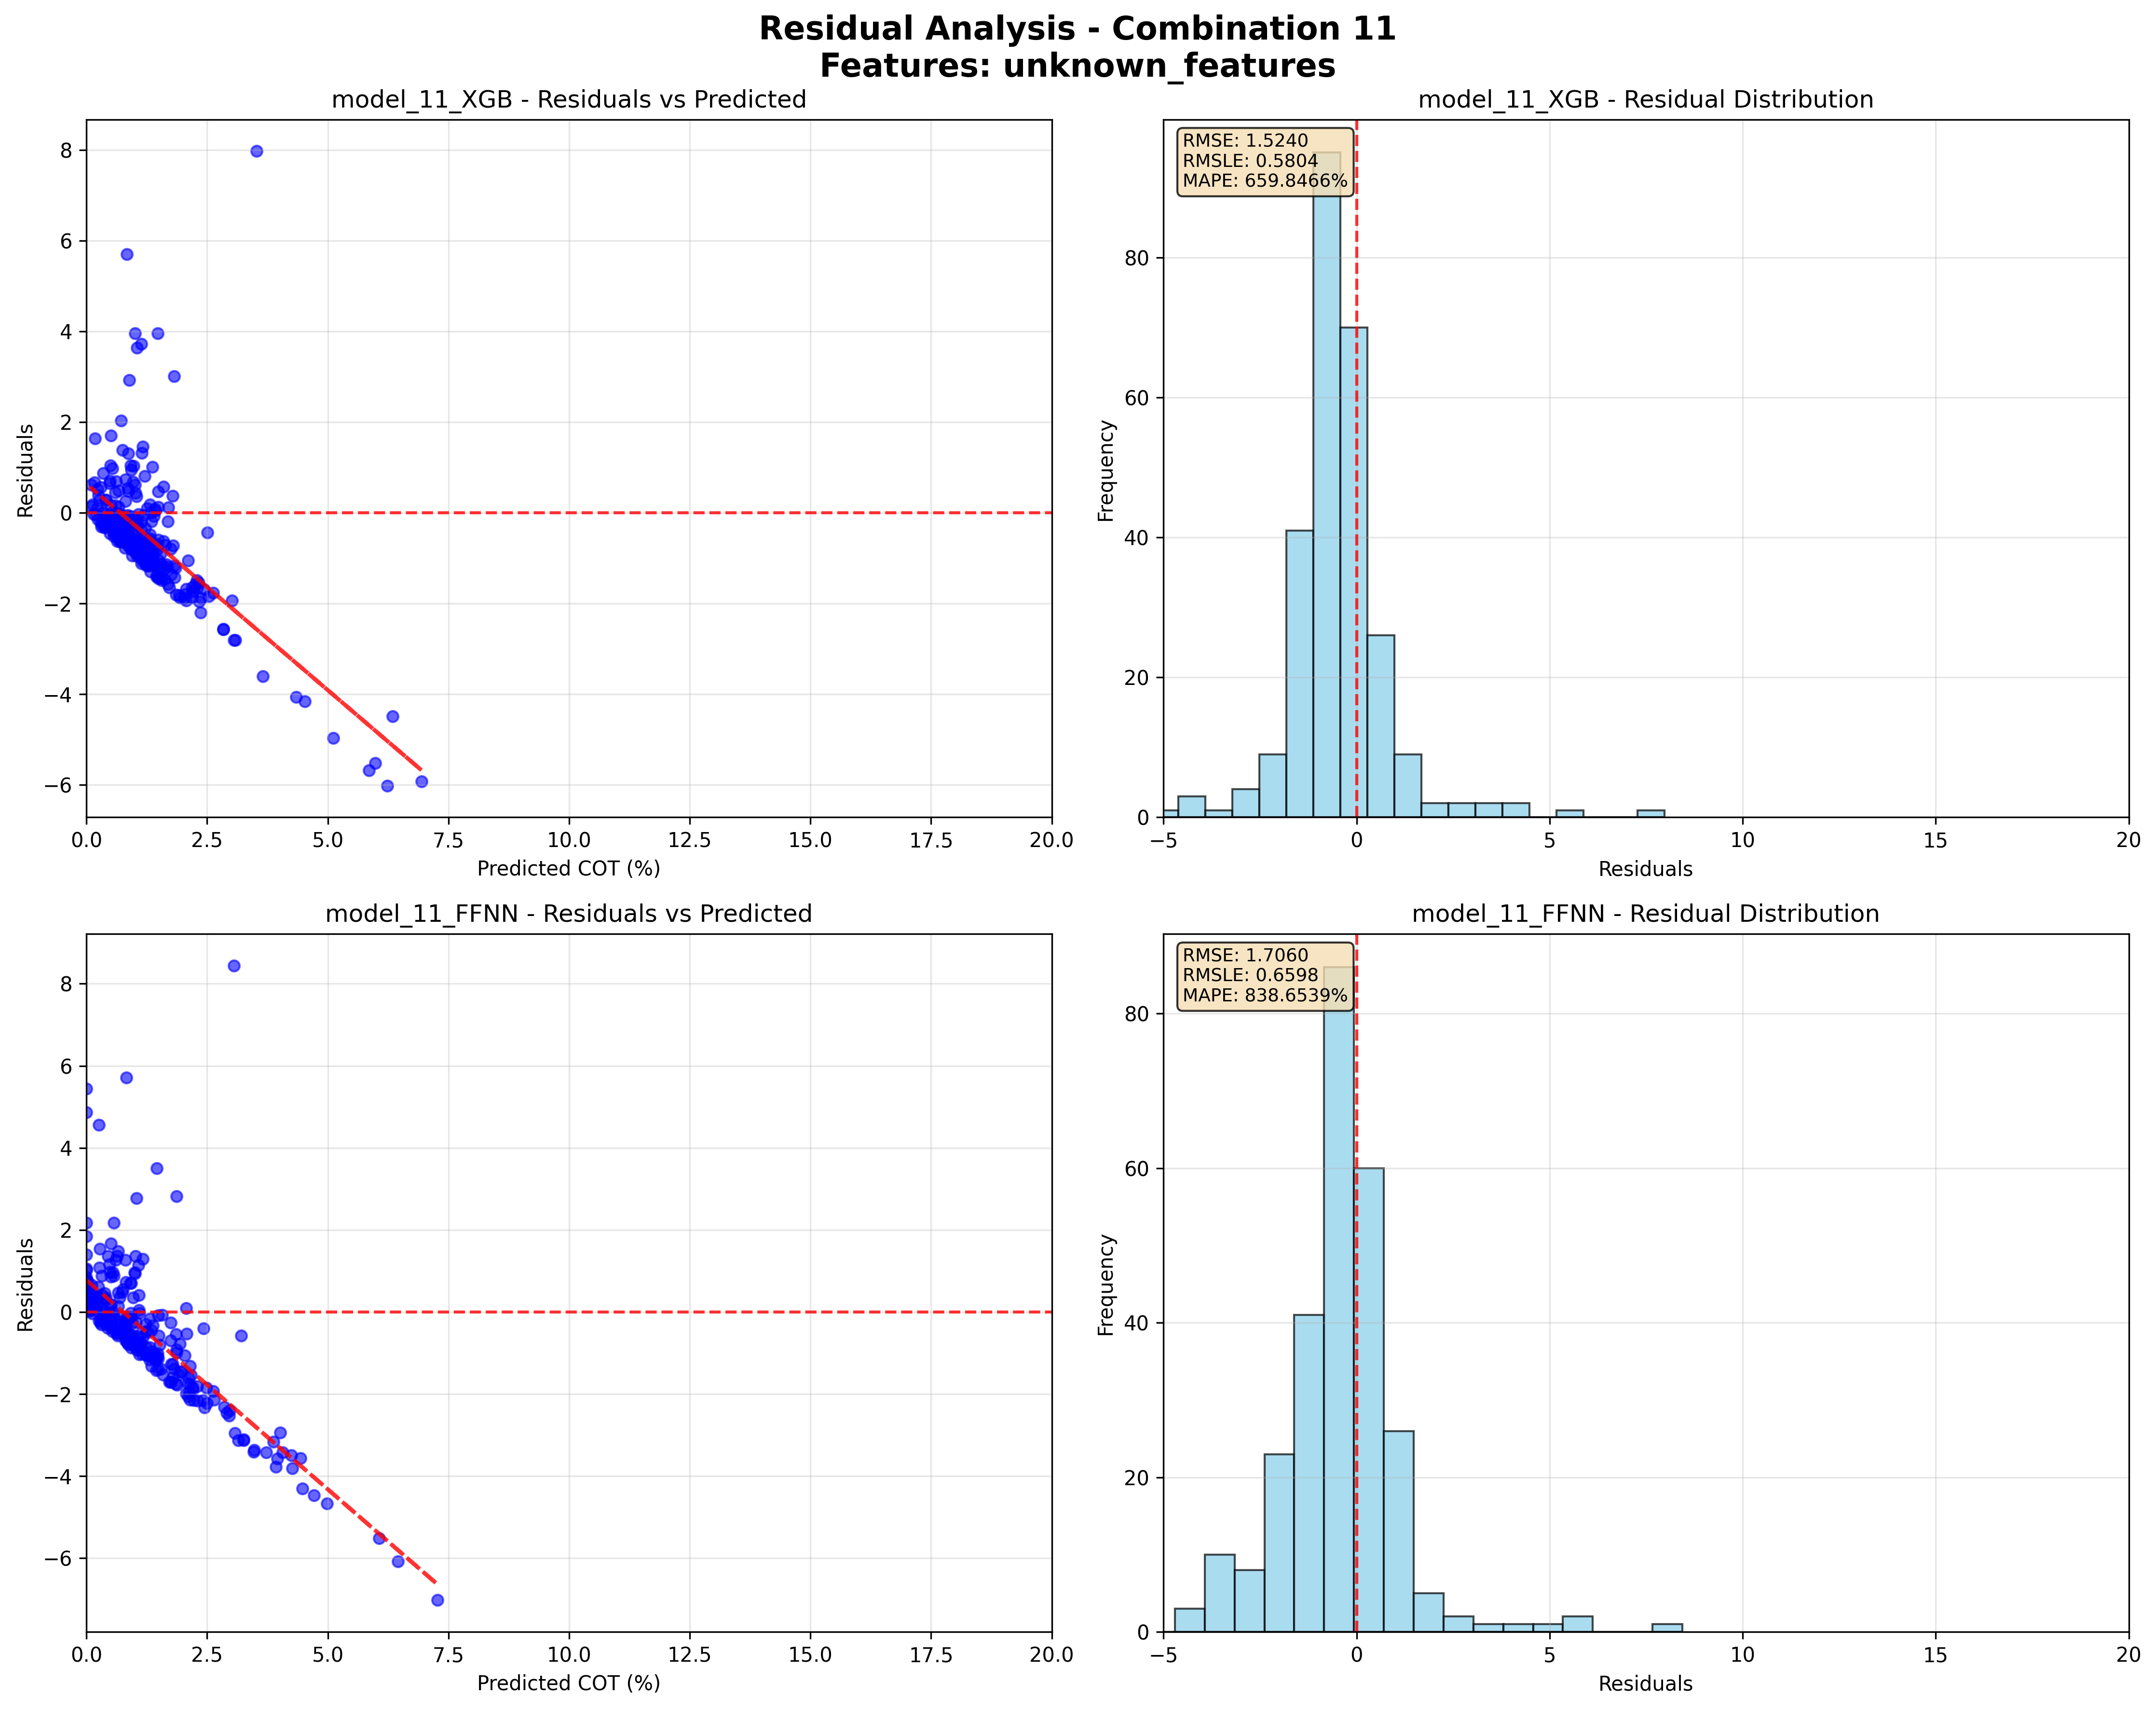 Residual Analysis - Combination 11
Features: unknown_features
model_11_XGB - Residuals vs Predicted
8
6
4
2
0
−2
−4
−6
Residuals
0.0 2.5 5.0 7.5 10.0 12.5 15.0 17.5 20.0
Predicted COT (%)
model_11_XGB - Residual Distribution
RMSE: 1.5240
RMSLE: 0.5804
MAPE: 659.8466%
80
60
40
20
0
Frequency
−5 0 5 10 15 20
Residuals
model_11_FFNN - Residuals vs Predicted
8
6
4
2
0
−2
−4
−6
Residuals
0.0 2.5 5.0 7.5 10.0 12.5 15.0 17.5 20.0
Predicted COT (%)
model_11_FFNN - Residual Distribution
RMSE: 1.7060
RMSLE: 0.6598
MAPE: 838.6539%
80
60
40
20
0
Frequency
−5 0 5 10 15 20
Residuals